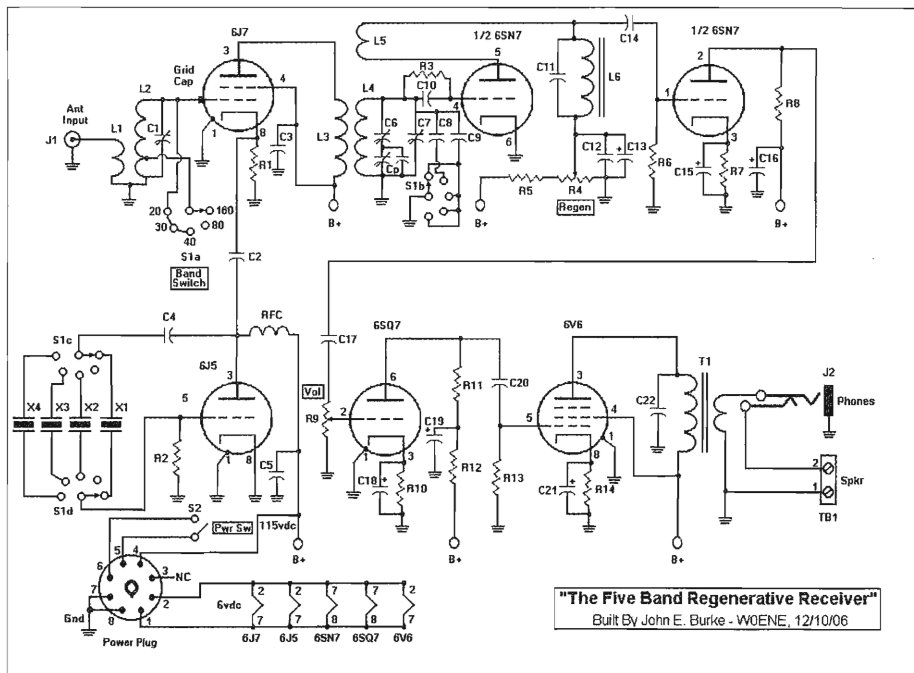 6J7
L5
1/2 6SN7
C14
1/2 6SN7
3
5
2
Grid
Cap
4
R3
C11
L6
R8
Ant
Input
L2
L4
C10
4
1
J1
L1
C1
1
8
C3
L3
C6
C7
C8
C9
6
3
R1
Cp
C12
C13
R6
C15
R7
C16
S1b
R5
R4
20
160
30
80
40
B+
B+
Regen
B+
S1a
Band
Switch
C2
C4
RFC
6SQ7
6V6
T1
S1c
6J5
C17
J2
3
6
3
X4
X3
X2
X1
5
Vol
R11
C20
C22
Phones
R9
2
C19
5
4
R2
1
8
C5
1
3
R12
R13
1
8
2
Spkr
C18
R10
C21
R14
1
S1d
TB1
S2
Pwr Sw
115vdc
B+
B+
B+
5
4
6
3
NC
7
2
6vdc
2
2
7
7
2
Gnd
8
1
7
7
8
8
7
Power Plug
6J7
6J5
6SN7
6SQ7
6V6
"The Five Band Regenerative Receiver"
Built By John E. Burke - W0ENE, 12/10/06